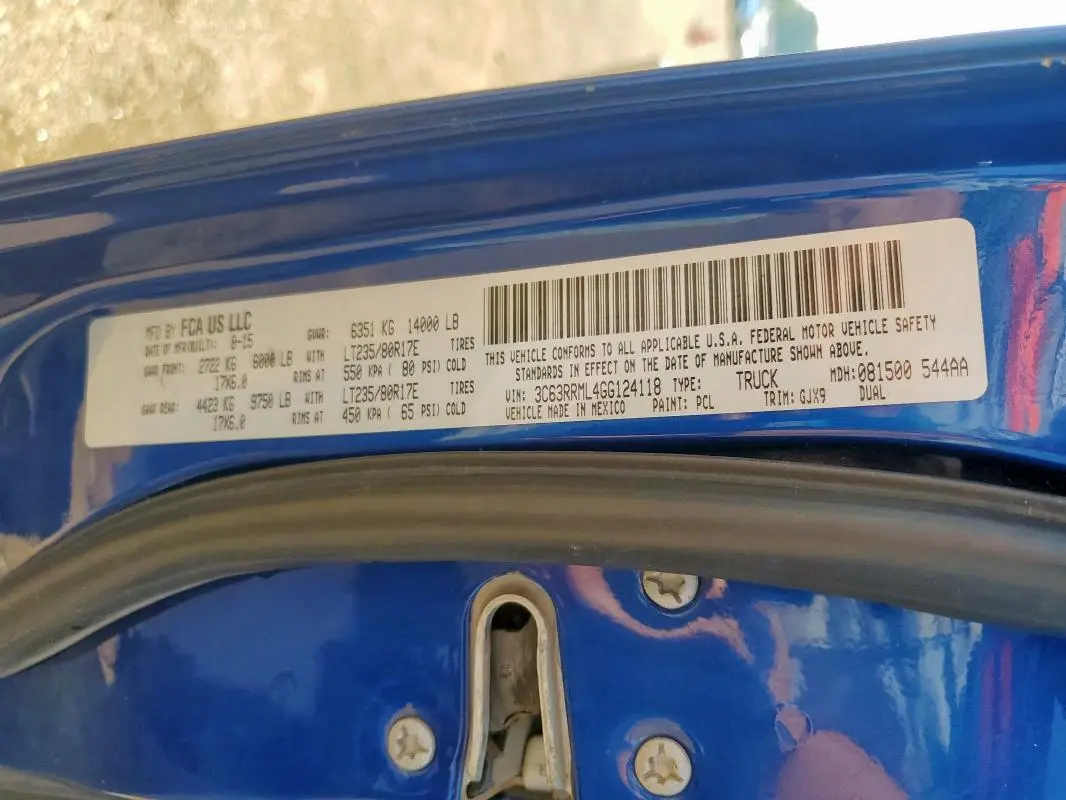 MFD BY FCA US LLC
DATE OF MFR(BUILT): 8-15 GVWR: 6351 KG 14000 LB
GAWR FRONT: 2722 KG 6000 LB WITH LT235/80R17E TIRES
17X6.0 RIMS AT 550 KPA ( 80 PSI) COLD
GAWR REAR: 4423 KG 9750 LB WITH LT235/80R17E TIRES
17X6.0 RIMS AT 450 KPA ( 65 PSI) COLD
THIS VEHICLE CONFORMS TO ALL APPLICABLE U.S.A. FEDERAL MOTOR VEHICLE SAFETY
STANDARDS IN EFFECT ON THE DATE OF MANUFACTURE SHOWN ABOVE.
VIN: 3C63RRML4GG124118 TYPE: TRUCK MDH:081500 544AA
VEHICLE MADE IN MEXICO PAINT: PCL TRIM: GJX9 DUAL